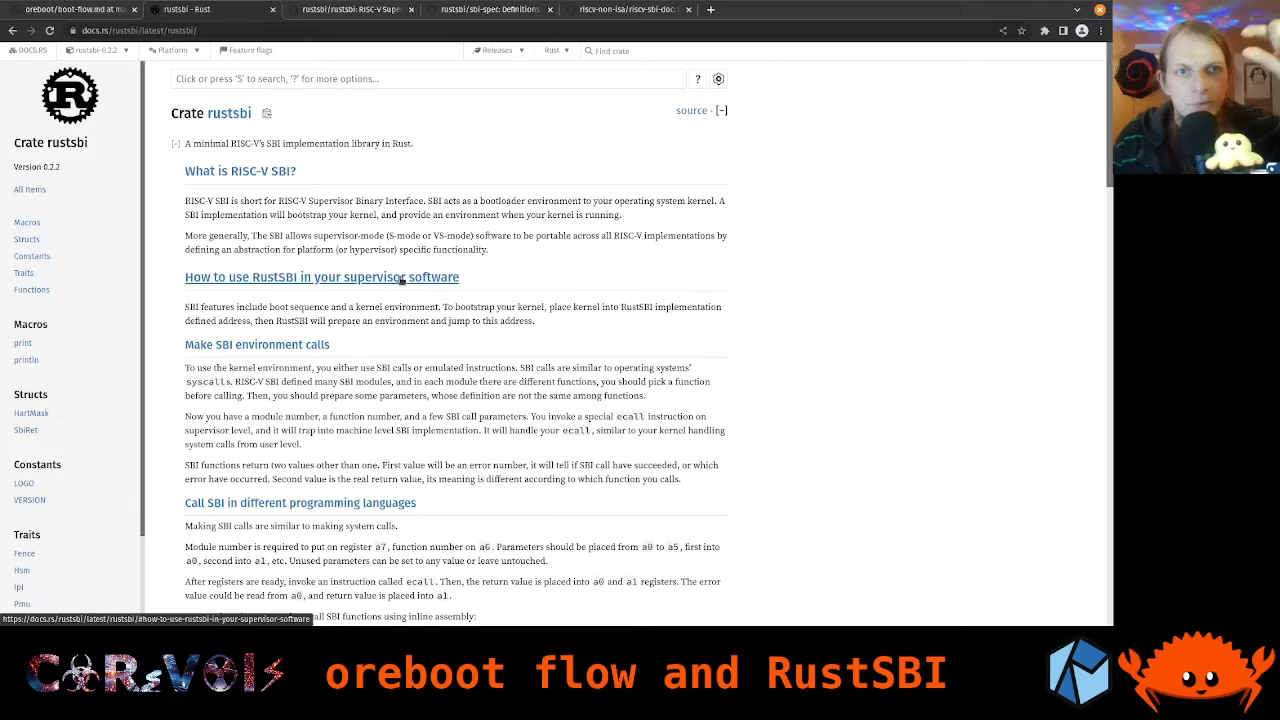 oreboot/boot-flow.md at ma
rustsbi - Rust
rustsbi/rustsbi: RISC-V Super
rustsbi/sbi-spec: Definitions
riscv-non-isa/riscv-sbi-doc:
docs.rs/rustsbi/latest/rustsbi/
DOCS.RS
rustsbi-0.2.2
Platform
Feature flags
Releases
Rust
Find crate
Click or press 'S' to search, '?' for more options…
?
Crate rustsbi
source · [−]
Crate rustsbi
Version 0.2.2
All Items
Macros
Structs
Constants
Traits
Functions
Macros
print
println
Structs
HartMask
SbiRet
Constants
LOGO
VERSION
Traits
Fence
Hsm
Ipi
Pmu
[−] A minimal RISC-V's SBI implementation library in Rust.
What is RISC-V SBI?
RISC-V SBI is short for RISC-V Supervisor Binary Interface. SBI acts as a bootloader environment to your operating system kernel. A
SBI implementation will bootstrap your kernel, and provide an environment when your kernel is running.
More generally, The SBI allows supervisor-mode (S-mode or VS-mode) software to be portable across all RISC-V implementations by
defining an abstraction for platform (or hypervisor) specific functionality.
How to use RustSBI in your supervisor software
SBI features include boot sequence and a kernel environment. To bootstrap your kernel, place kernel into RustSBI implementation
defined address, then RustSBI will prepare an environment and jump to this address.
Make SBI environment calls
To use the kernel environment, you either use SBI calls or emulated instructions. SBI calls are similar to operating systems'
syscalls. RISC-V SBI defined many SBI modules, and in each module there are different functions, you should pick a function
before calling. Then, you should prepare some parameters, whose definition are not the same among functions.
Now you have a module number, a function number, and a few SBI call parameters. You invoke a special ecall instruction on
supervisor level, and it will trap into machine level SBI implementation. It will handle your ecall, similar to your kernel handling
system calls from user level.
SBI functions return two values other than one. First value will be an error number, it will tell if SBI call have succeeded, or which
error have occurred. Second value is the real return value, its meaning is different according to which function you calls.
Call SBI in different programming languages
Making SBI calls are similar to making system calls.
Module number is required to put on register a7, function number on a6. Parameters should be placed from a0 to a5, first into
a0, second into a1, etc. Unused parameters can be set to any value or leave untouched.
After registers are ready, invoke an instruction called ecall. Then, the return value is placed into a0 and a1 registers. The error
value could be read from a0, and return value is placed into a1.
all SBI functions using inline assembly:
https://docs.rs/rustsbi/latest/rustsbi/#how-to-use-rustsbi-in-your-supervisor-software
oreboot flow and RustSBI